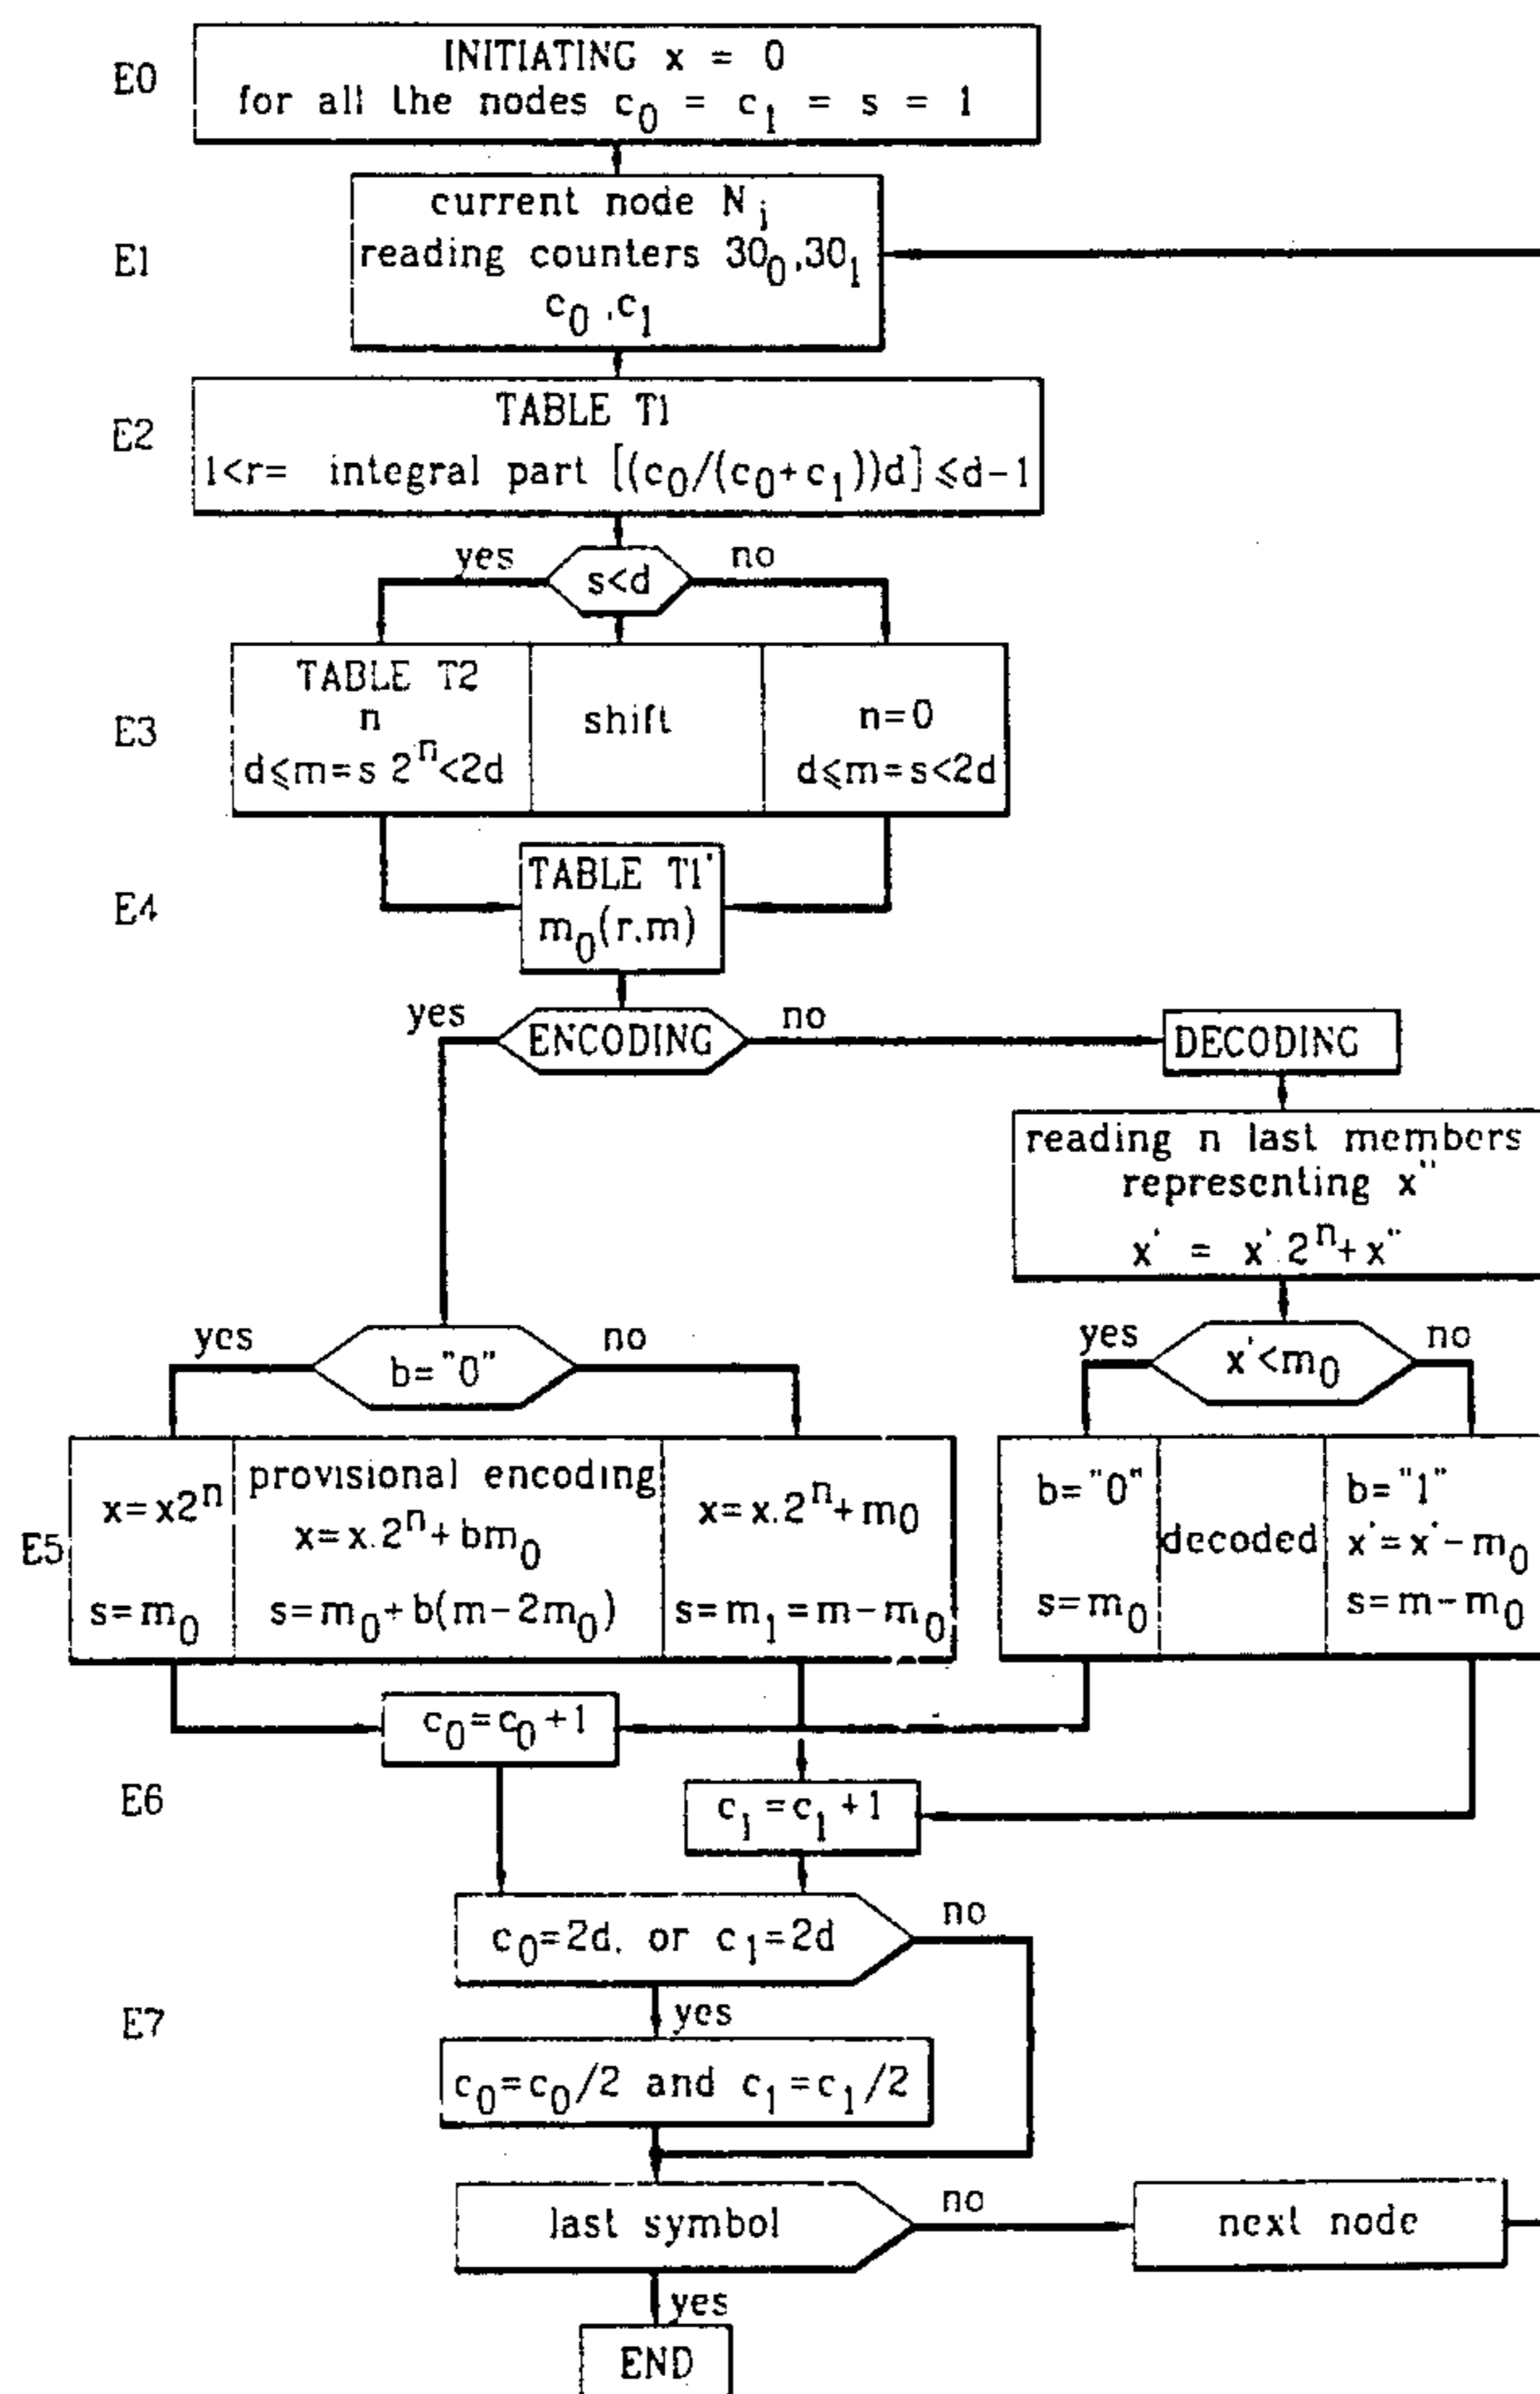 E0
INITIATING x = 0
for all the nodes c₀ = c₁ = s = 1
E1
current node Nⱼ
reading counters 30₀,30₁
c₀ ,c₁
E2
TABLE T1
1<r= integral part [(c₀/(c₀+c₁))d] ⩽d-1
yes
s<d
no
E3
TABLE T2
n
d⩽m=s 2ⁿ<2d
shift
n=0
d⩽m=s<2d
E4
TABLE T1'
m₀(r.m)
yes
ENCODING
no
DECODING
reading n last members
representing x"
x' = x'.2ⁿ+x"
yes
b="0"
no
yes
x'<m₀
no
E5
x=x2ⁿ
s=m₀
provisional encoding
x=x.2ⁿ+bm₀
s=m₀+b(m-2m₀)
x=x.2ⁿ+m₀
s=m₁=m-m₀
b="0"
s=m₀
decoded
b="1"
x'=x'-m₀
s=m-m₀
c₀=c₀+1
E6
c₁=c₁+1
c₀=2d. or c₁=2d
no
E7
yes
c₀=c₀/2 and c₁=c₁/2
last symbol
no
next node
yes
END